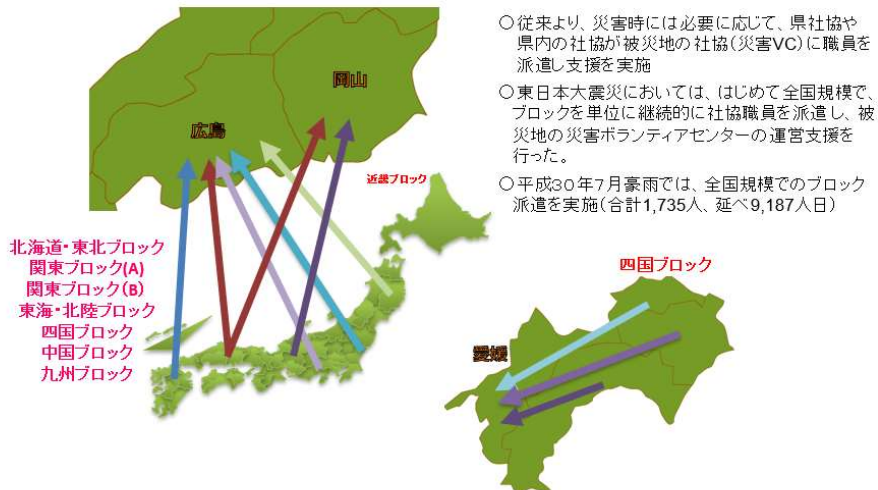 ○従来より、災害時には必要に応じて、県社協や
県内の社協が被災地の社協(災害VC)に職員を
派遣し支援を実施
○東日本大震災においては、はじめて全国規模で、
ブロックを単位に継続的に社協職員を派遣し、被
災地の災害ボランティアセンターの運営支援を
行った。
○平成30年7月豪雨では、全国規模でのブロック
派遣を実施(合計1,735人、延べ9,187人日)
岡山
広島
近畿ブロック
北海道・東北ブロック
関東ブロック(A)
関東ブロック(B)
東海・北陸ブロック
四国ブロック
中国ブロック
九州ブロック
四国ブロック
愛媛